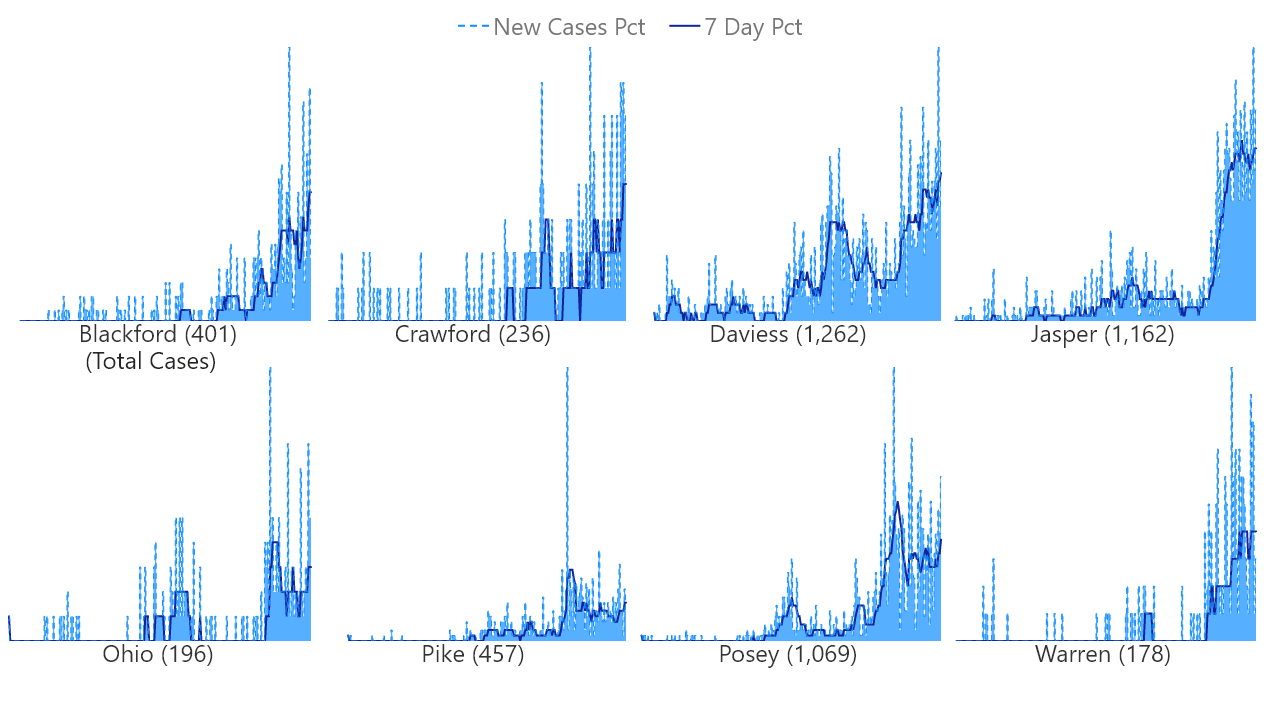 New Cases Pct 7 Day Pct
Blackford (401) Crawford (236) Daviess (1,262) Jasper (1,162)
(Total Cases)
Ohio (196) Pike (457) Posey (1,069) Warren (178)